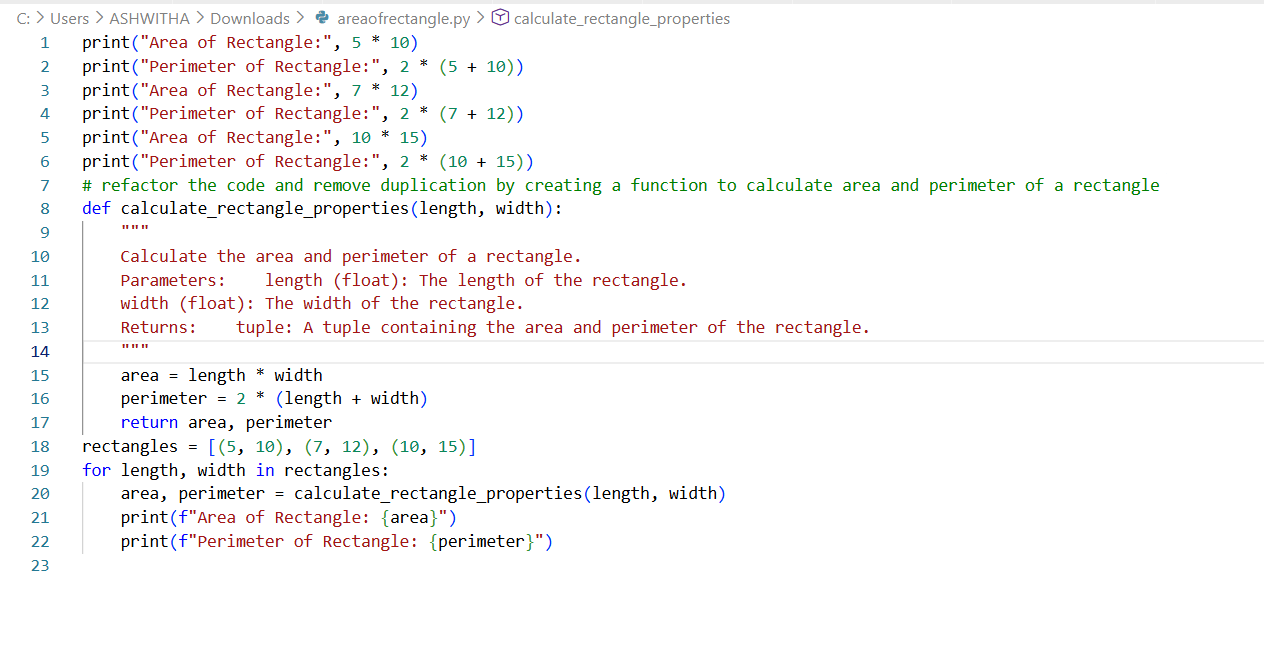 C: > Users > ASHWITHA > Downloads > areaofrectangle.py > calculate_rectangle_properties
1 print("Area of Rectangle:", 5 * 10)
2 print("Perimeter of Rectangle:", 2 * (5 + 10))
3 print("Area of Rectangle:", 7 * 12)
4 print("Perimeter of Rectangle:", 2 * (7 + 12))
5 print("Area of Rectangle:", 10 * 15)
6 print("Perimeter of Rectangle:", 2 * (10 + 15))
7 # refactor the code and remove duplication by creating a function to calculate area and perimeter of a rectangle
8 def calculate_rectangle_properties(length, width):
9     """
10     Calculate the area and perimeter of a rectangle.
11     Parameters:    length (float): The length of the rectangle.
12     width (float): The width of the rectangle.
13     Returns:    tuple: A tuple containing the area and perimeter of the rectangle.
14     """
15     area = length * width
16     perimeter = 2 * (length + width)
17     return area, perimeter
18 rectangles = [(5, 10), (7, 12), (10, 15)]
19 for length, width in rectangles:
20     area, perimeter = calculate_rectangle_properties(length, width)
21     print(f"Area of Rectangle: {area}")
22     print(f"Perimeter of Rectangle: {perimeter}")
23